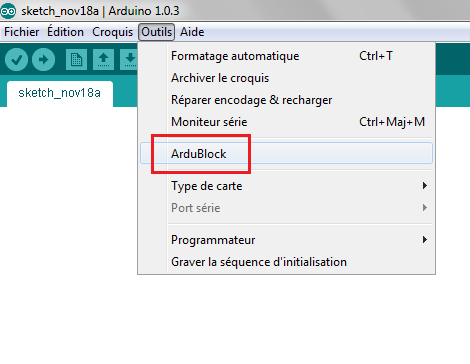 sketch_nov18a | Arduino 1.0.3
Fichier Édition Croquis Outils Aide
sketch_nov18a
Formatage automatique Ctrl+T
Archiver le croquis
Réparer encodage & recharger
Moniteur série Ctrl+Maj+M
ArduBlock
Type de carte
Port série
Programmateur
Graver la séquence d'initialisation